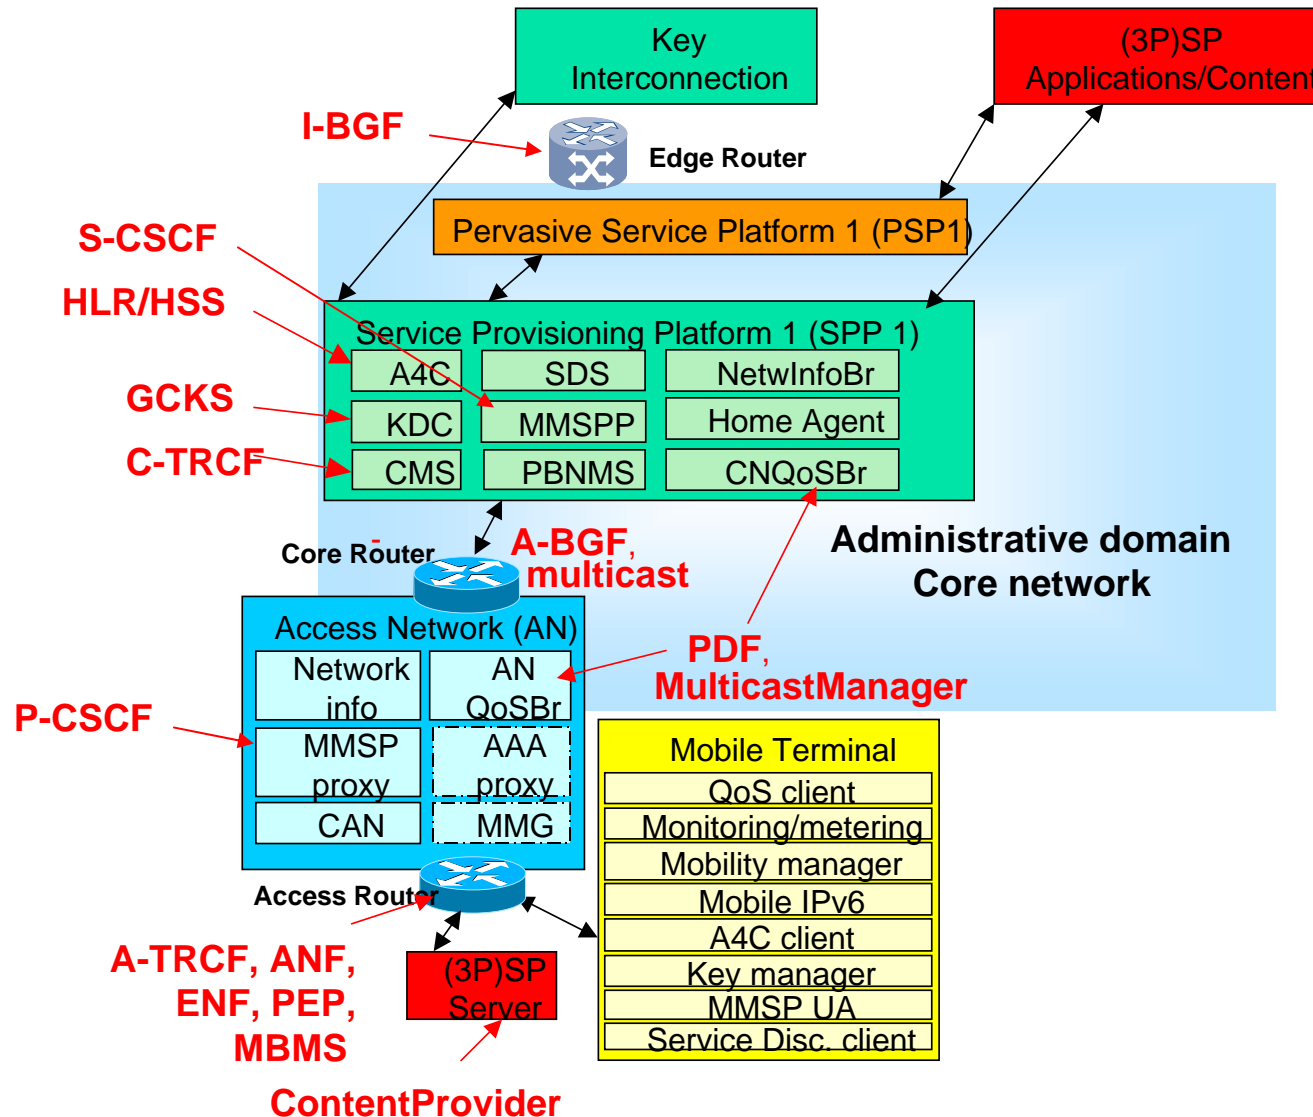 Key
Interconnection
(3P)SP
Applications/Content
I-BGF
Edge Router
Pervasive Service Platform 1 (PSP1)
S-CSCF
HLR/HSS
GCKS
C-TRCF
Service Provisioning Platform 1 (SPP 1)
A4C
SDS
NetwInfoBr
KDC
MMSPP
Home Agent
CMS
PBNMS
CNQoSBr
Core Router
-
A-BGF,
multicast
Administrative domain
Core network
Access Network (AN)
Network
info
AN
QoSBr
PDF,
MulticastManager
P-CSCF
MMSP
proxy
AAA
proxy
CAN
MMG
Mobile Terminal
QoS client
Monitoring/metering
Mobility manager
Mobile IPv6
A4C client
Key manager
MMSP UA
Service Disc. client
Access Router
A-TRCF, ANF,
ENF, PEP,
MBMS
(3P)SP
Server
ContentProvider